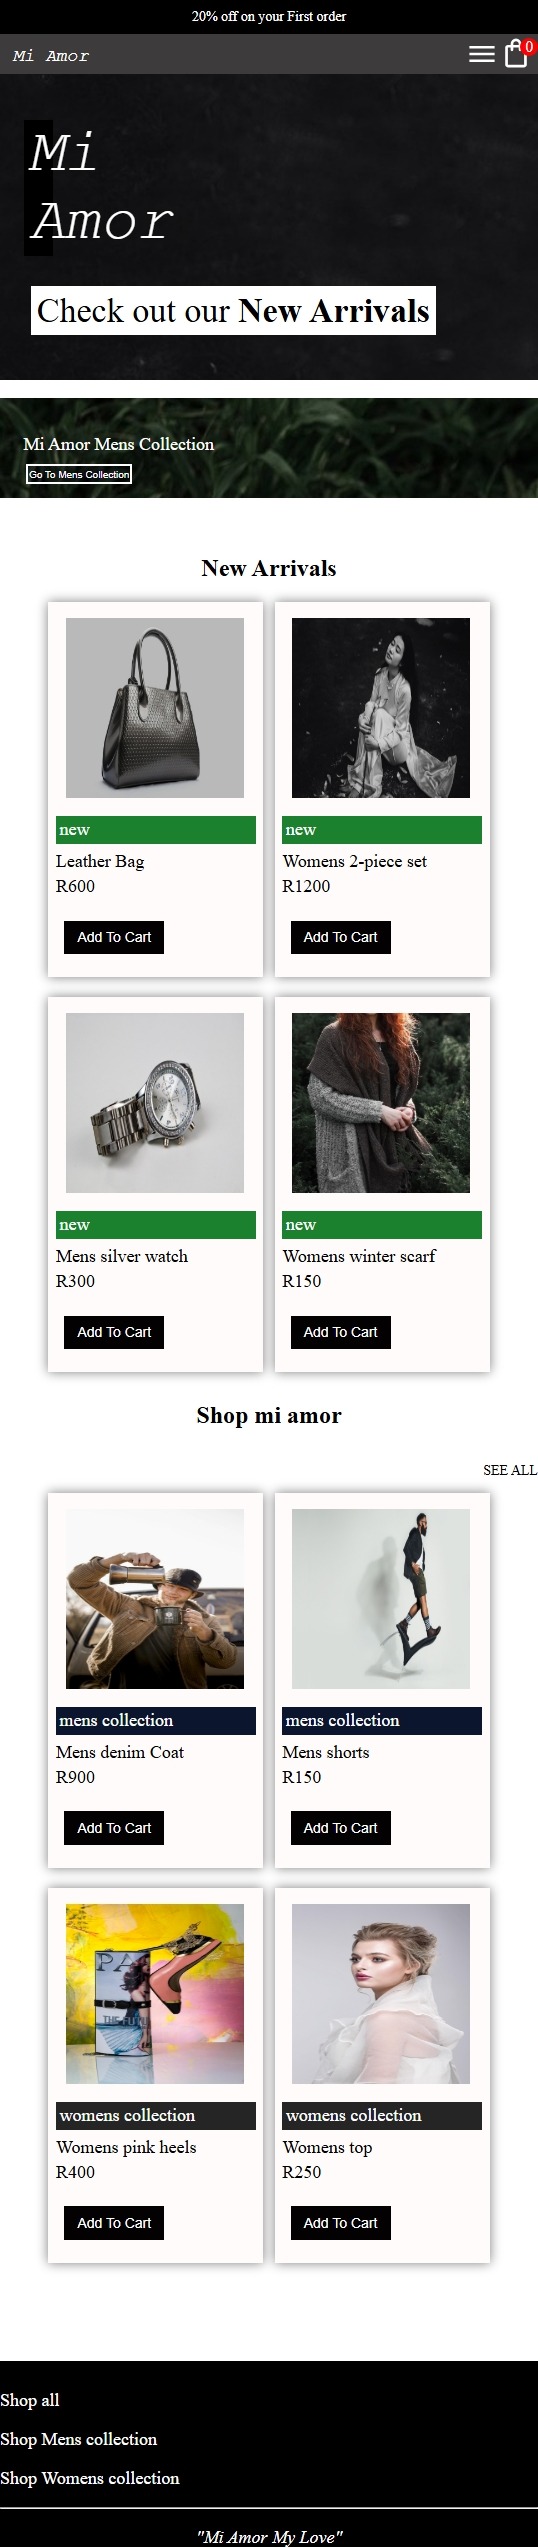 20% off on your First order
Mi Amor
0
Mi
Amor
Check out our New Arrivals
Mi Amor Mens Collection
Go To Mens Collection
New Arrivals
new
Leather Bag
R600
Add To Cart
new
Womens 2-piece set
R1200
Add To Cart
new
Mens silver watch
R300
Add To Cart
new
Womens winter scarf
R150
Add To Cart
Shop mi amor
SEE ALL
mens collection
Mens denim Coat
R900
Add To Cart
mens collection
Mens shorts
R150
Add To Cart
PA
womens collection
Womens pink heels
R400
Add To Cart
womens collection
Womens top
R250
Add To Cart
Shop all
Shop Mens collection
Shop Womens collection
"Mi Amor My Love"